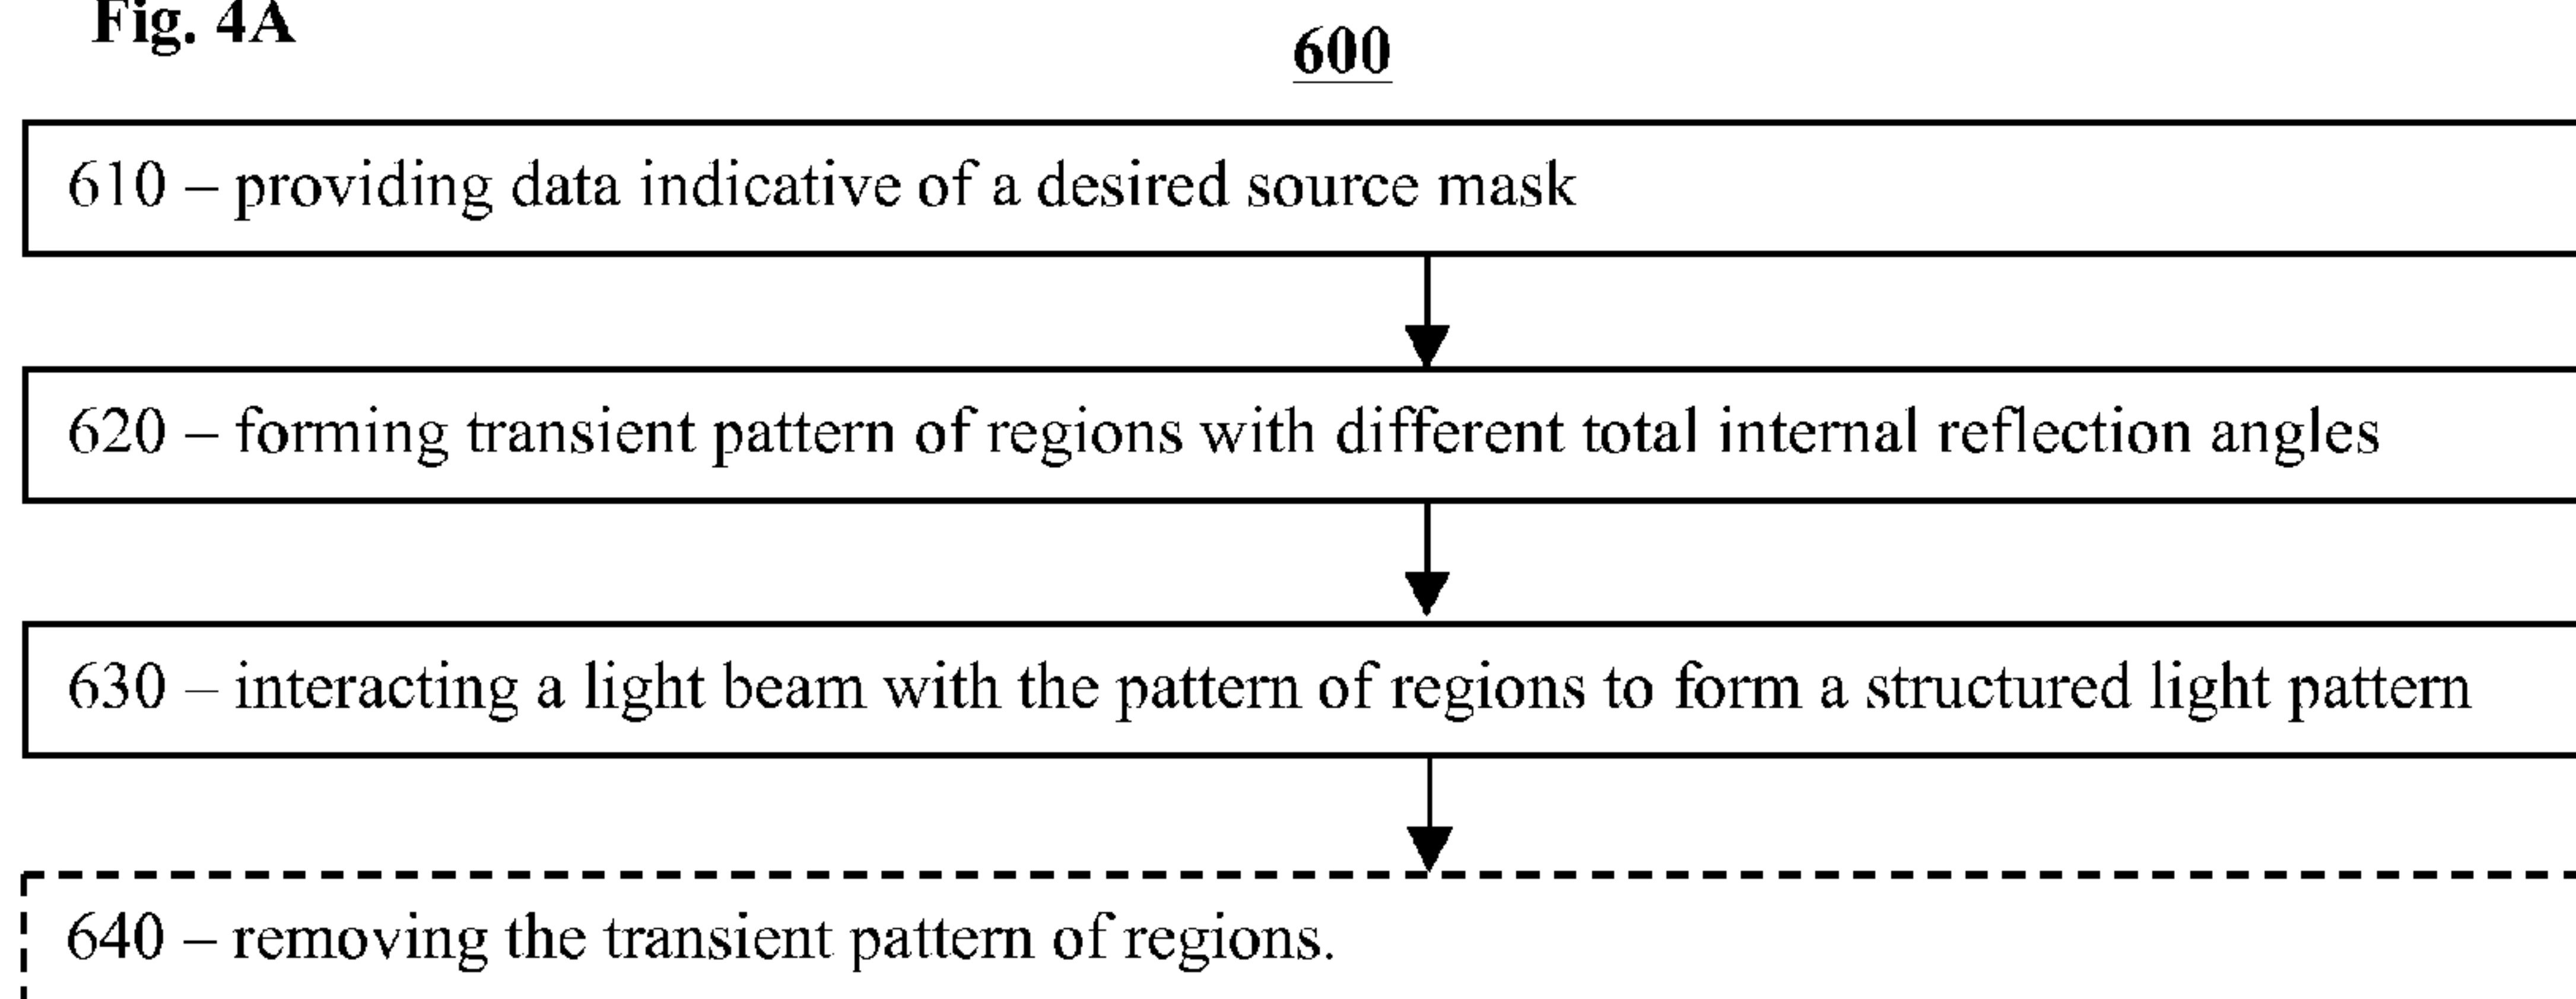 Fig. 4A
600
610 – providing data indicative of a desired source mask
620 – forming transient pattern of regions with different total internal reflection angles
630 – interacting a light beam with the pattern of regions to form a structured light pattern
640 – removing the transient pattern of regions.